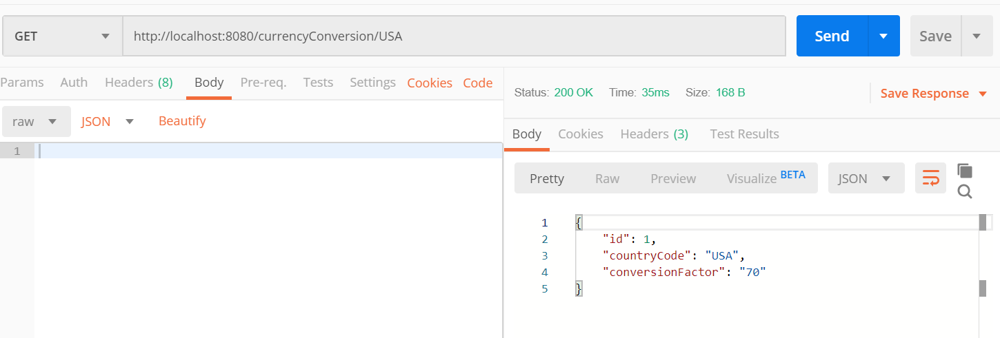 GET http://localhost:8080/currencyConversion/USA Send Save
Params Auth Headers (8) Body Pre-req. Tests Settings Cookies Code
raw JSON Beautify
1
Status: 200 OK Time: 35ms Size: 168 B Save Response
Body Cookies Headers (3) Test Results
Pretty Raw Preview Visualize BETA JSON
1 {
2 "id": 1,
3 "countryCode": "USA",
4 "conversionFactor": "70"
5 }